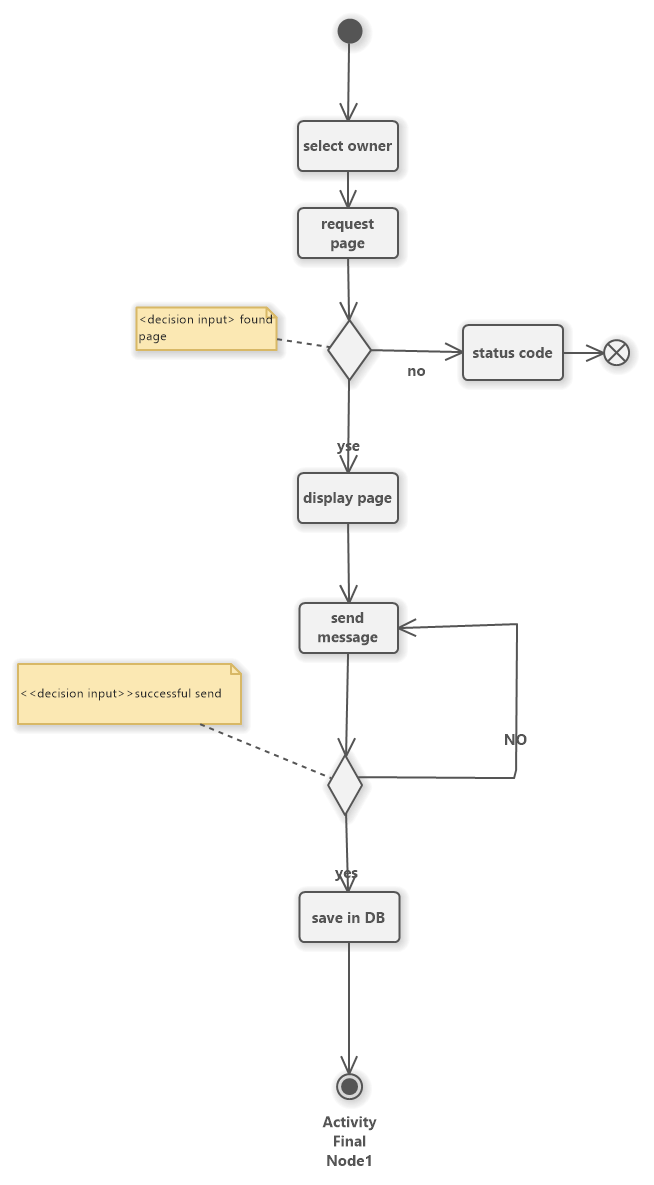 select owner
request
page
<decision input> found
page
status code
no
yse
display page
send
message
<<decision input>>successful send
NO
yes
save in DB
Activity
Final
Node1